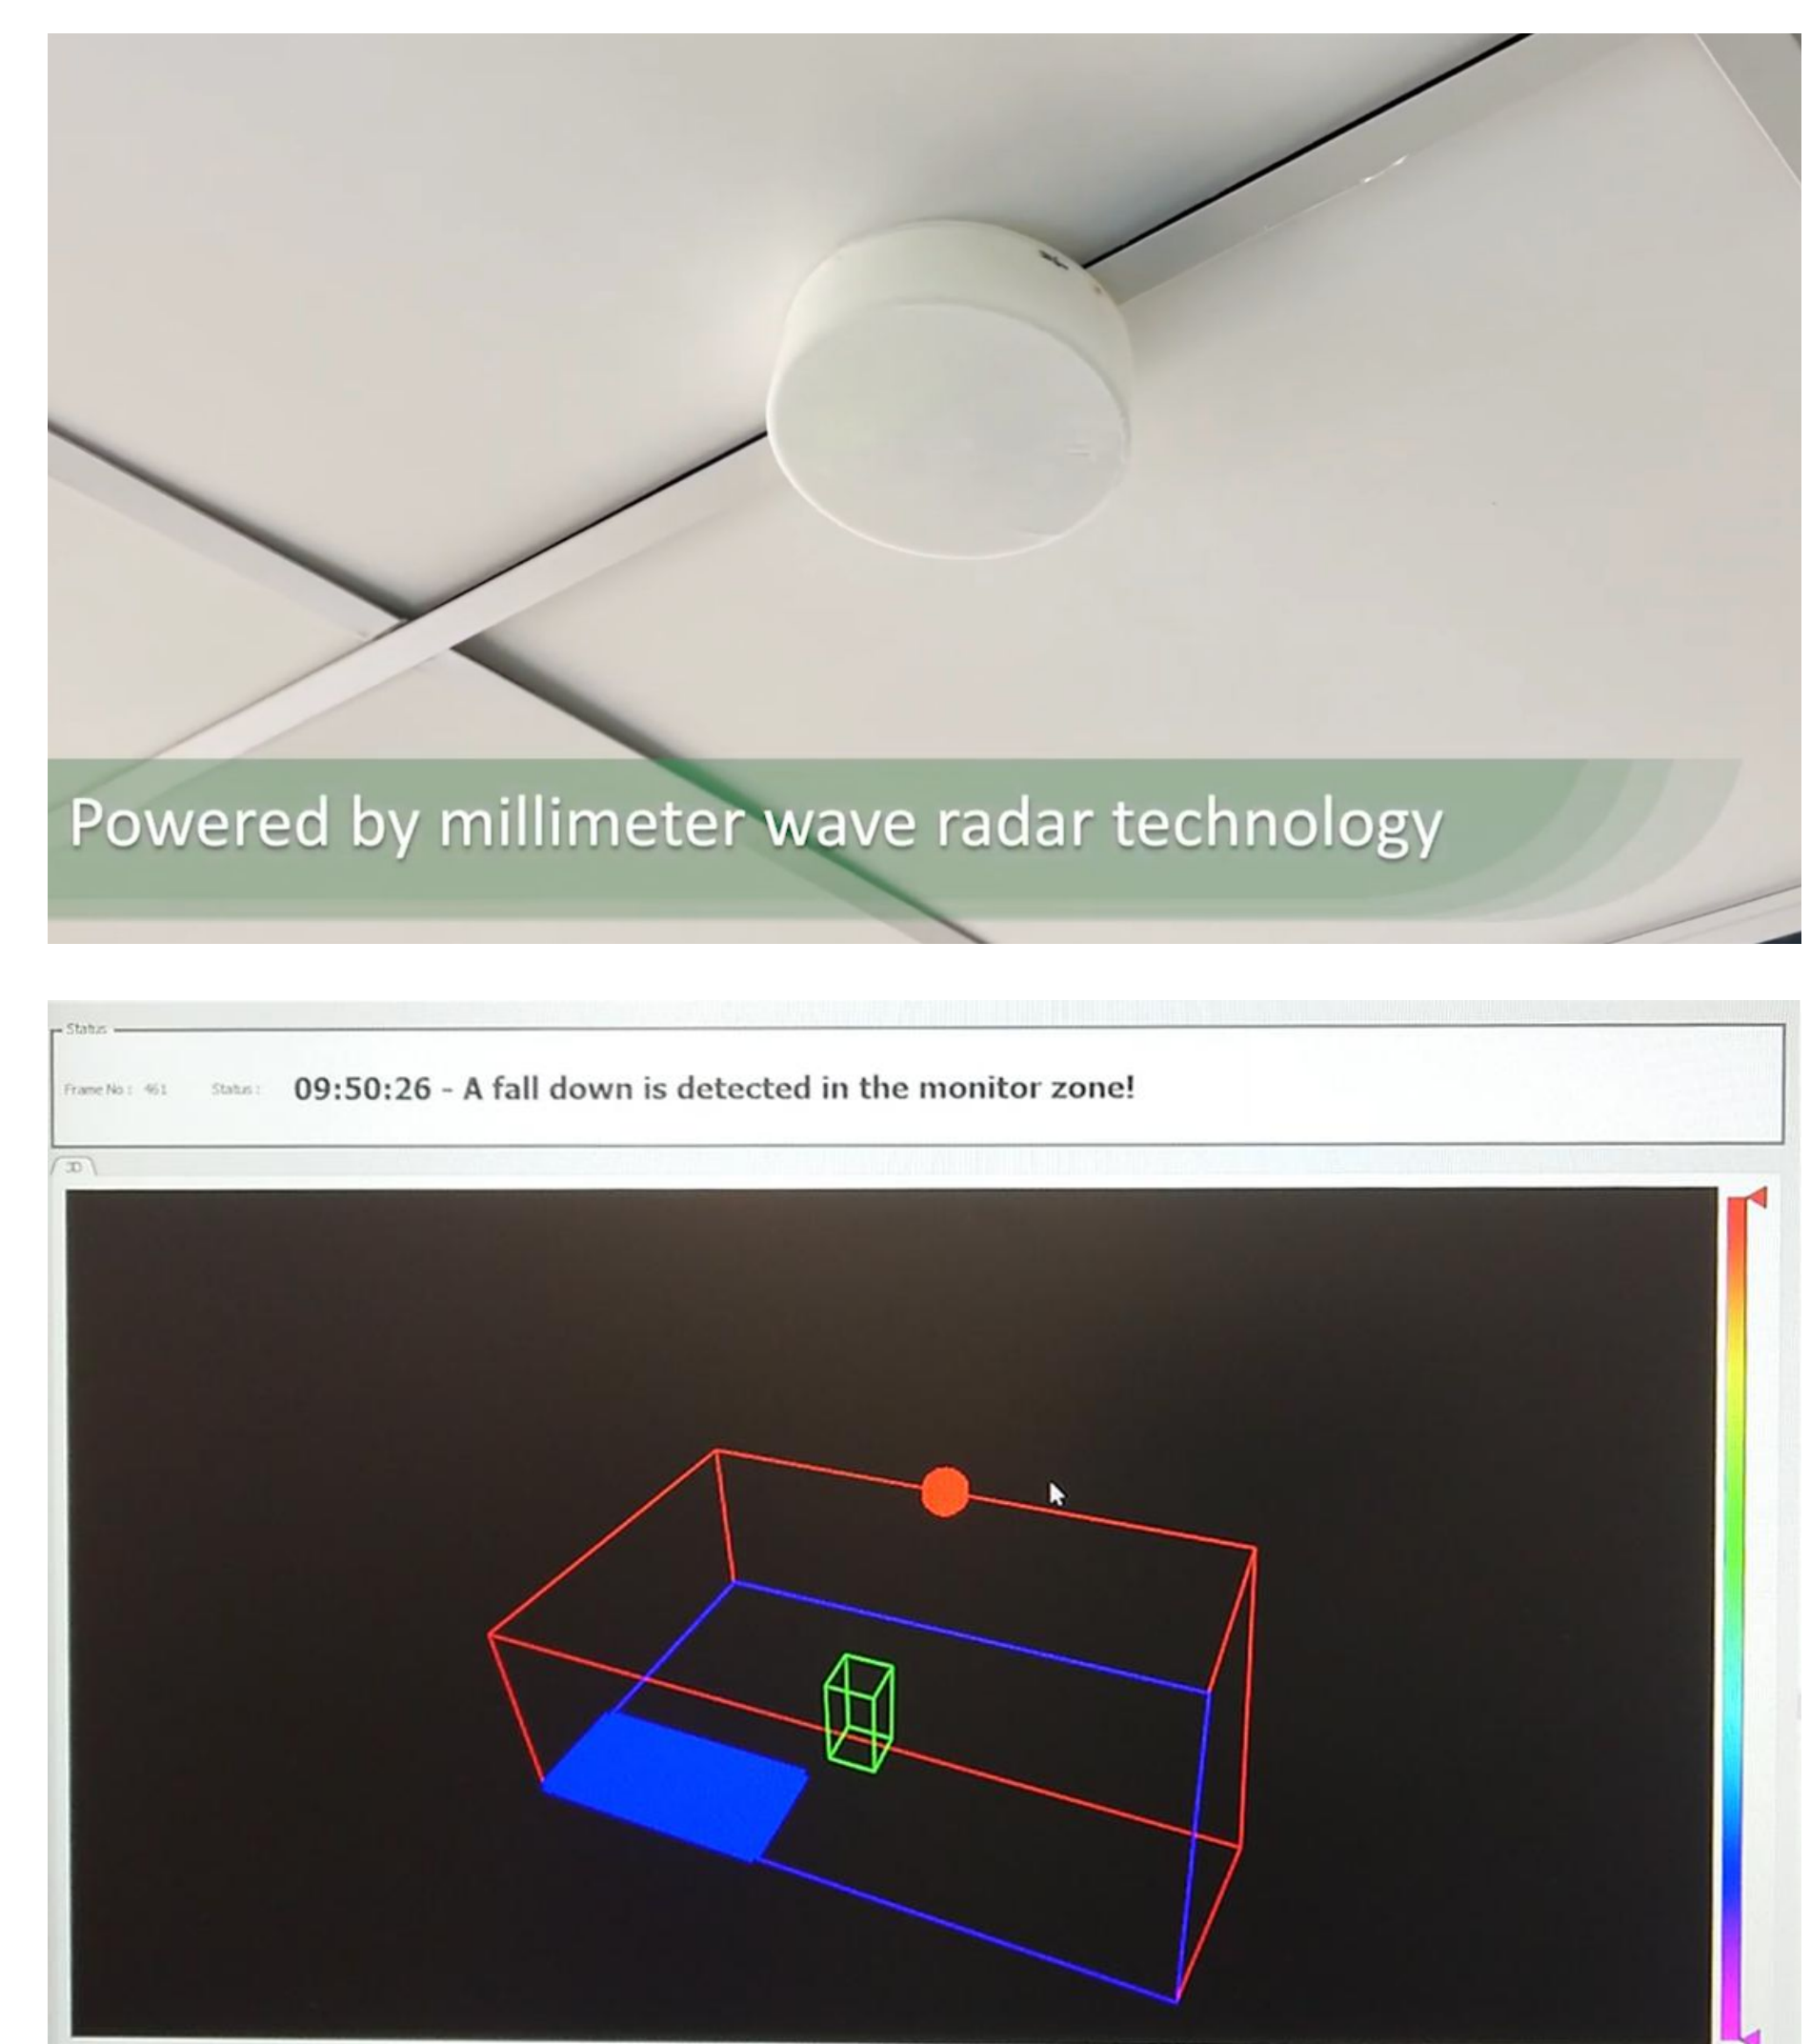 Powered by millimeter wave radar technology
Status
Frame No : 461 Status : 09:50:26 - A fall down is detected in the monitor zone!
3D